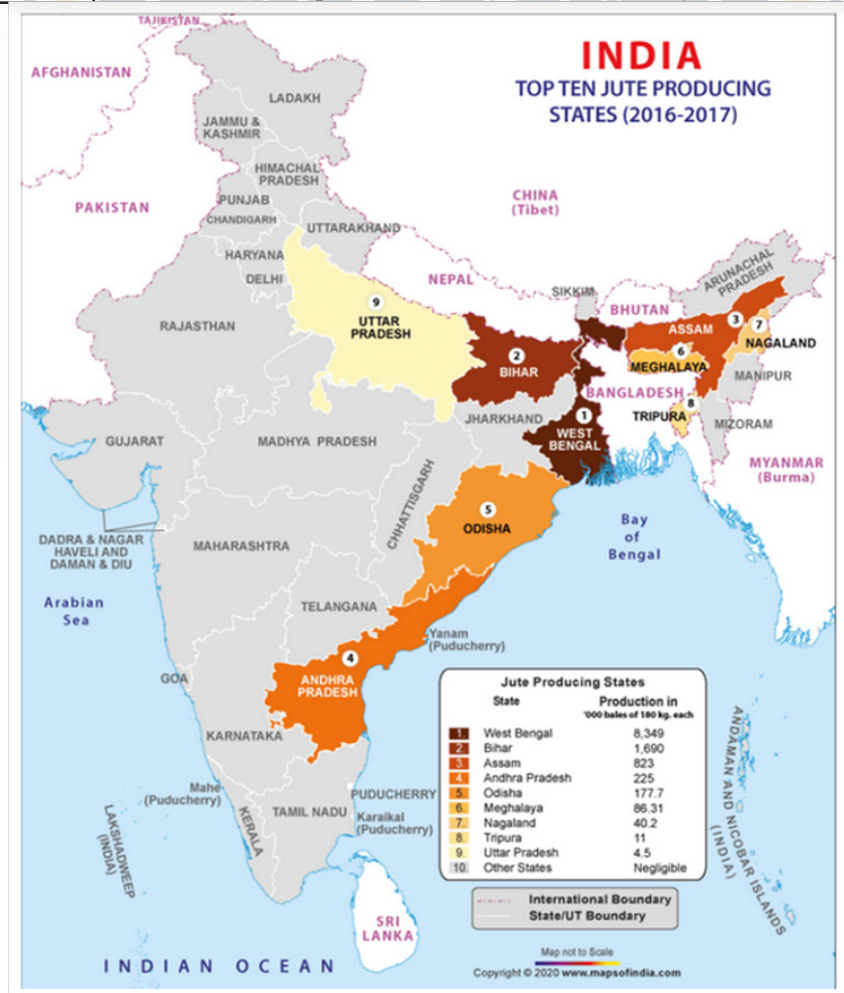 INDIA
TOP TEN JUTE PRODUCING
STATES (2016-2017)
TAJIKISTAN
AFGHANISTAN
LADAKH
JAMMU &
KASHMIR
HIMACHAL
PRADESH
PUNJAB
CHANDIGARH
PAKISTAN
UTTARAKHAND
CHINA
(Tibet)
HARYANA
DELHI
NEPAL
SIKKIM
ARUNACHAL
PRADESH
BHUTAN
RAJASTHAN
9
UTTAR
PRADESH
2
BIHAR
ASSAM
3
7
NAGALAND
6
MEGHALAYA
MANIPUR
BANGLADESH
8
TRIPURA
MIZORAM
JHARKHAND
1
WEST
BENGAL
GUJARAT
MADHYA PRADESH
MYANMAR
(Burma)
CHHATTISGARH
5
ODISHA
Bay
of
Bengal
DADRA & NAGAR
HAVELI AND
DAMAN & DIU
MAHARASHTRA
Arabian
Sea
TELANGANA
Yanam
(Puducherry)
4
ANDHRA
PRADESH
GOA
KARNATAKA
Mahe
(Puducherry)
PUDUCHERRY
TAMIL NADU
Karaikal
(Puducherry)
KERALA
LAKSHADWEEP
(INDIA)
ANDAMAN AND NICOBAR ISLANDS
(INDIA)
SRI
LANKA
INDIAN OCEAN
Jute Producing States
State Production in
'000 bales of 180 kg. each
1 West Bengal 8,349
2 Bihar 1,690
3 Assam 823
4 Andhra Pradesh 225
5. Odisha 177.7
6. Meghalaya 86.31
7. Nagaland 40.2
8. Tripura 11
9. Uttar Pradesh 4.5
10. Other States Negligible
International Boundary
State/UT Boundary
Map not to Scale
Copyright © 2020 www.mapsofindia.com